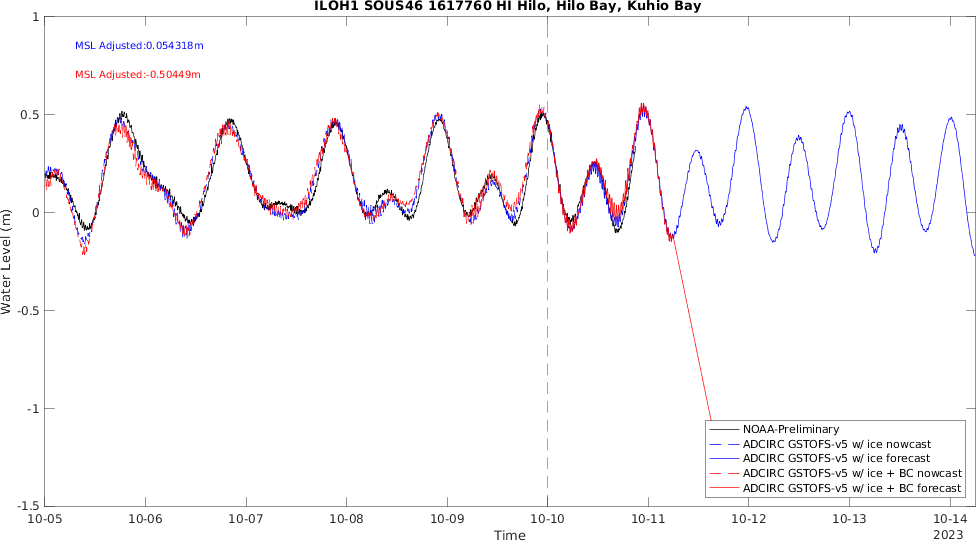 ILOH1 SOUS46 1617760 HI Hilo, Hilo Bay, Kuhio Bay
MSL Adjusted:0.054318m
MSL Adjusted:-0.50449m
Water Level (m)
1
0.5
0
-0.5
-1
-1.5
NOAA-Preliminary
ADCIRC GSTOFS-v5 w/ ice nowcast
ADCIRC GSTOFS-v5 w/ ice forecast
ADCIRC GSTOFS-v5 w/ ice + BC nowcast
ADCIRC GSTOFS-v5 w/ ice + BC forecast
10-05 10-06 10-07 10-08 10-09 10-10 10-11 10-12 10-13 10-14
Time
2023